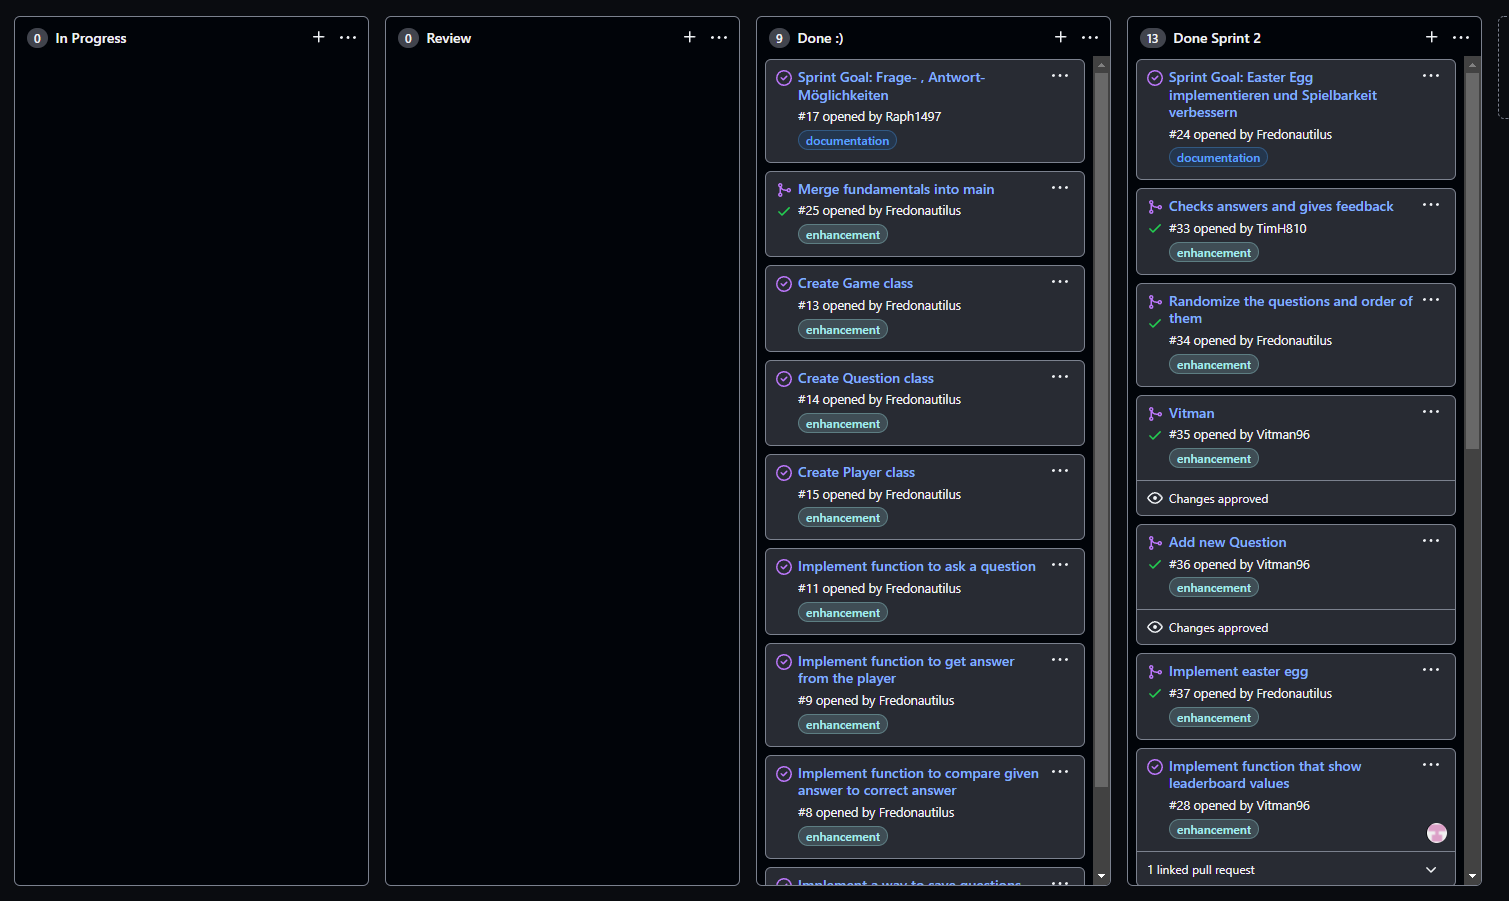 0 In Progress
0 Review
9 Done :)
Sprint Goal: Frage- , Antwort-
Möglichkeiten
#17 opened by Raph1497
documentation
Merge fundamentals into main
#25 opened by Fredonautilus
enhancement
Create Game class
#13 opened by Fredonautilus
enhancement
Create Question class
#14 opened by Fredonautilus
enhancement
Create Player class
#15 opened by Fredonautilus
enhancement
Implement function to ask a question
#11 opened by Fredonautilus
enhancement
Implement function to get answer
from the player
#9 opened by Fredonautilus
enhancement
Implement function to compare given
answer to correct answer
#8 opened by Fredonautilus
enhancement
Implement a way to save questions
13 Done Sprint 2
Sprint Goal: Easter Egg
implementieren und Spielbarkeit
verbessern
#24 opened by Fredonautilus
documentation
Checks answers and gives feedback
#33 opened by TimH810
enhancement
Randomize the questions and order of
them
#34 opened by Fredonautilus
enhancement
Vitman
#35 opened by Vitman96
enhancement
Changes approved
Add new Question
#36 opened by Vitman96
enhancement
Changes approved
Implement easter egg
#37 opened by Fredonautilus
enhancement
Implement function that show
leaderboard values
#28 opened by Vitman96
enhancement
1 linked pull request